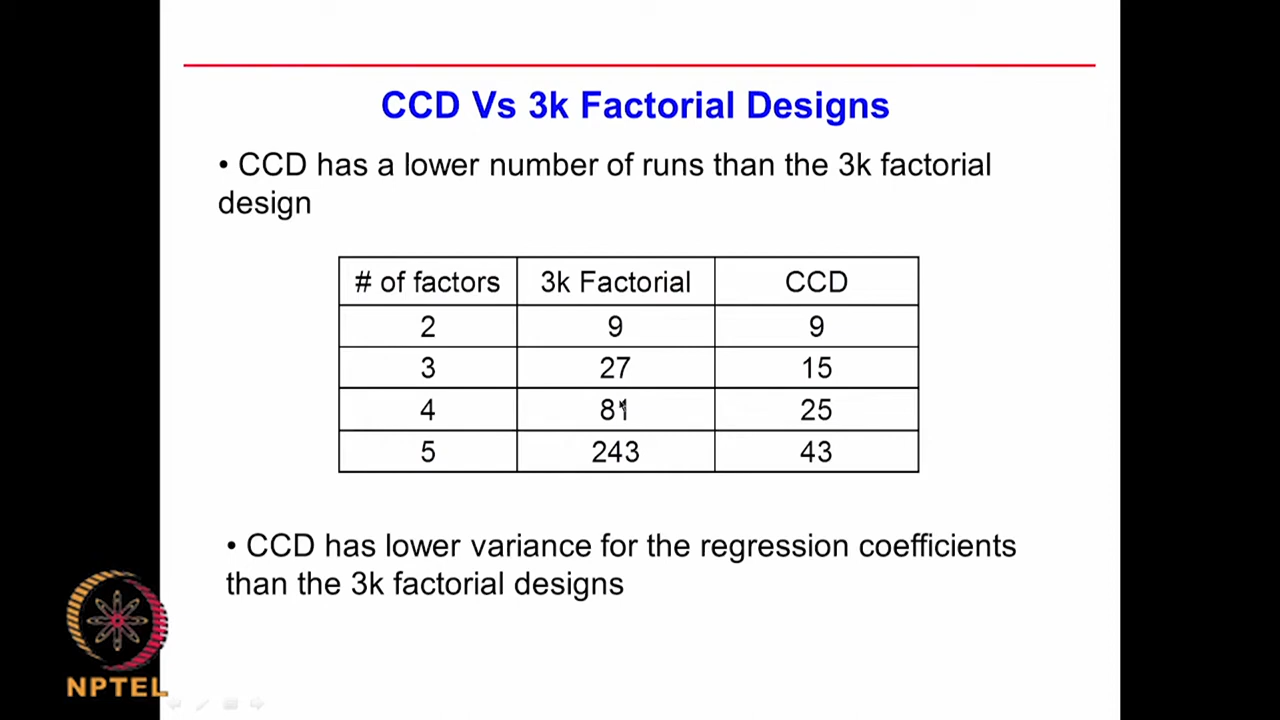 CCD Vs 3k Factorial Designs
• CCD has a lower number of runs than the 3k factorial
design
# of factors 3k Factorial CCD
2 9 9
3 27 15
4 81 25
5 243 43
• CCD has lower variance for the regression coefficients
than the 3k factorial designs
NPTEL